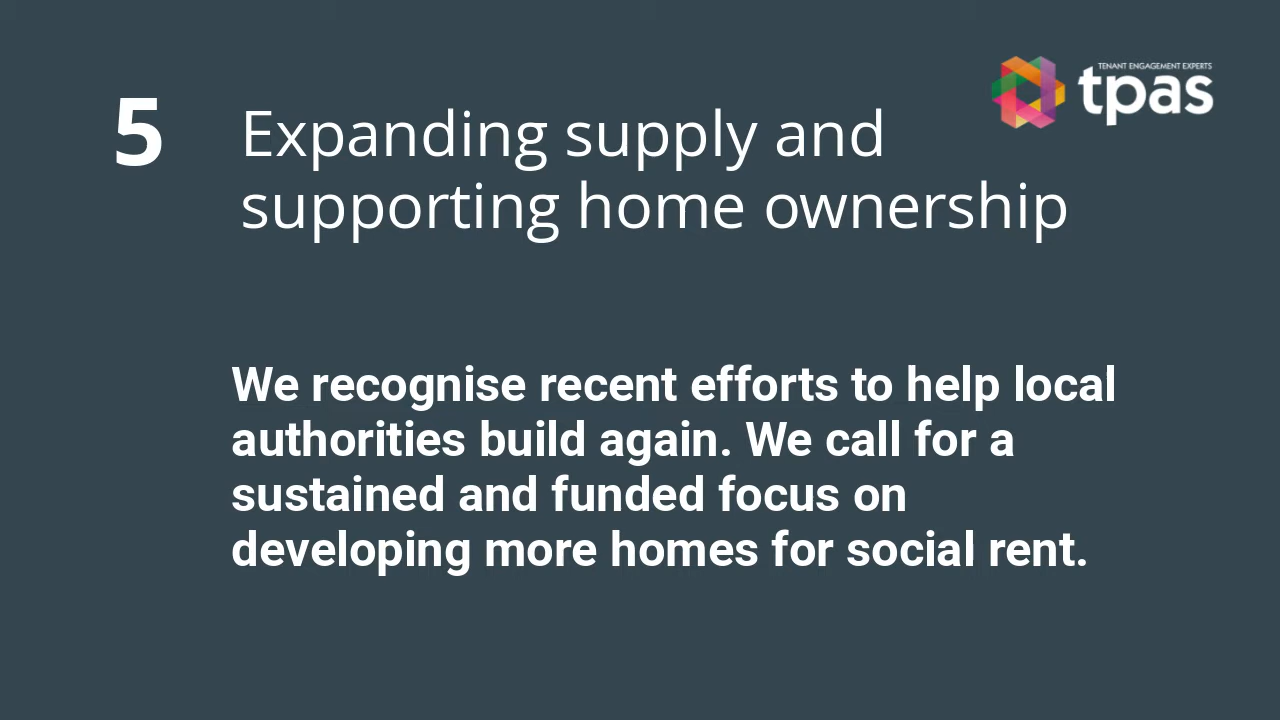 TENANT ENGAGEMENT EXPERTS
tpas
5
Expanding supply and
supporting home ownership
We recognise recent efforts to help local
authorities build again. We call for a
sustained and funded focus on
developing more homes for social rent.